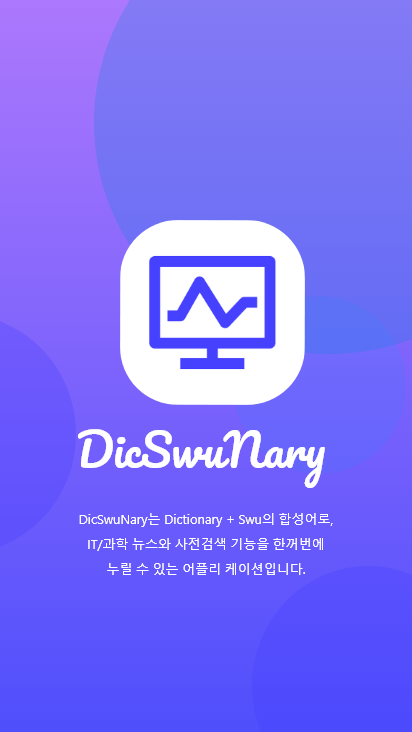 DicSwuNary
DicSwuNary는 Dictionary + Swu의 합성어로,
IT/과학 뉴스와 사전검색 기능을 한꺼번에
누릴 수 있는 어플리 케이션입니다.